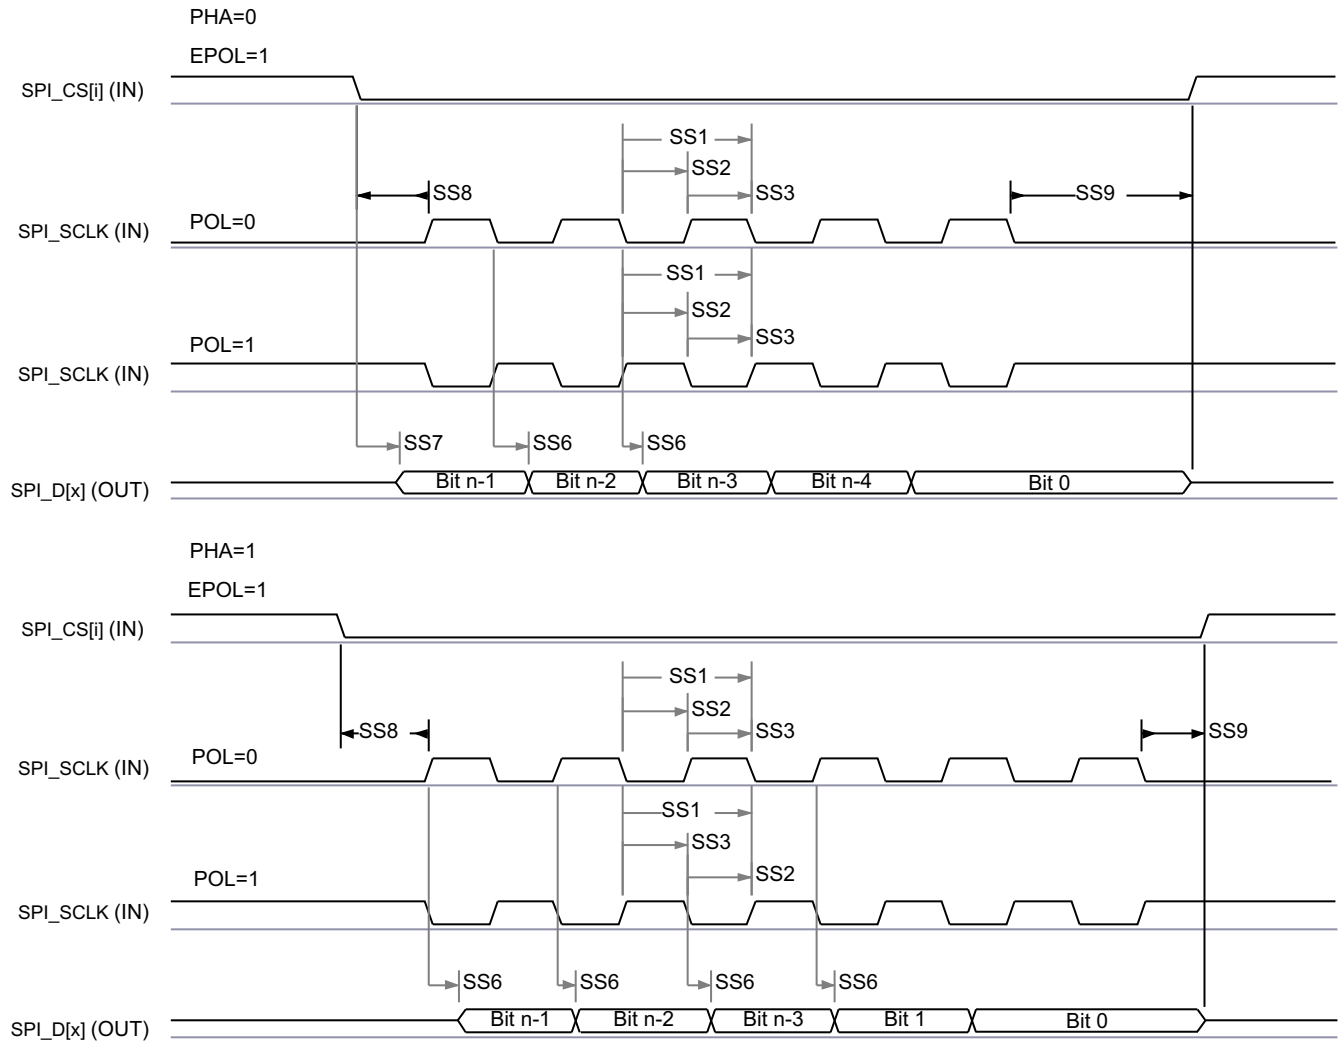 PHA=0
EPOL=1
SPI_CS[i] (IN)
SS1
SS2
SS8 SS3 SS9
POL=0
SPI_SCLK (IN)
SS1
SS2
SS3
POL=1
SPI_SCLK (IN)
SS7 SS6 SS6
SPI_D[x] (OUT) Bit n-1 Bit n-2 Bit n-3 Bit n-4 Bit 0
PHA=1
EPOL=1
SPI_CS[i] (IN)
SS1
SS2
SS8 SS3 SS9
POL=0
SPI_SCLK (IN)
SS1
SS3
SS2
POL=1
SPI_SCLK (IN)
SS6 SS6 SS6 SS6
SPI_D[x] (OUT) Bit n-1 Bit n-2 Bit n-3 Bit 1 Bit 0